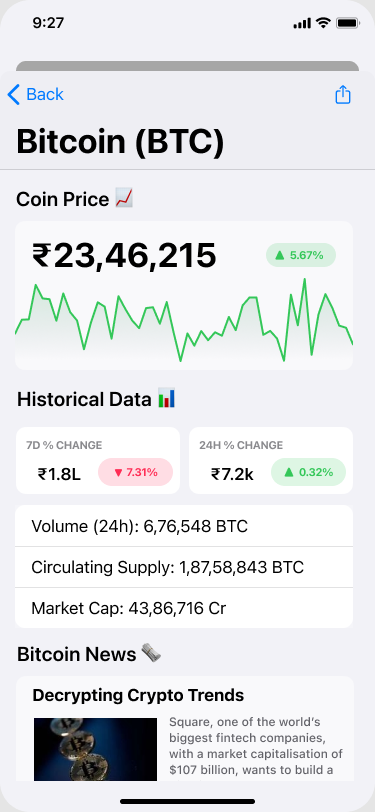 9:27
Back
Bitcoin (BTC)
Coin Price 📈
₹23,46,215
▲ 5.67%
Historical Data 📊
7D % CHANGE
₹1.8L
▼ 7.31%
24H % CHANGE
₹7.2k
▲ 0.32%
Volume (24h): 6,76,548 BTC
Circulating Supply: 1,87,58,843 BTC
Market Cap: 43,86,716 Cr
Bitcoin News 🗞️
Decrypting Crypto Trends
Square, one of the world's
biggest fintech companies,
with a market capitalisation of
$107 billion, wants to build a